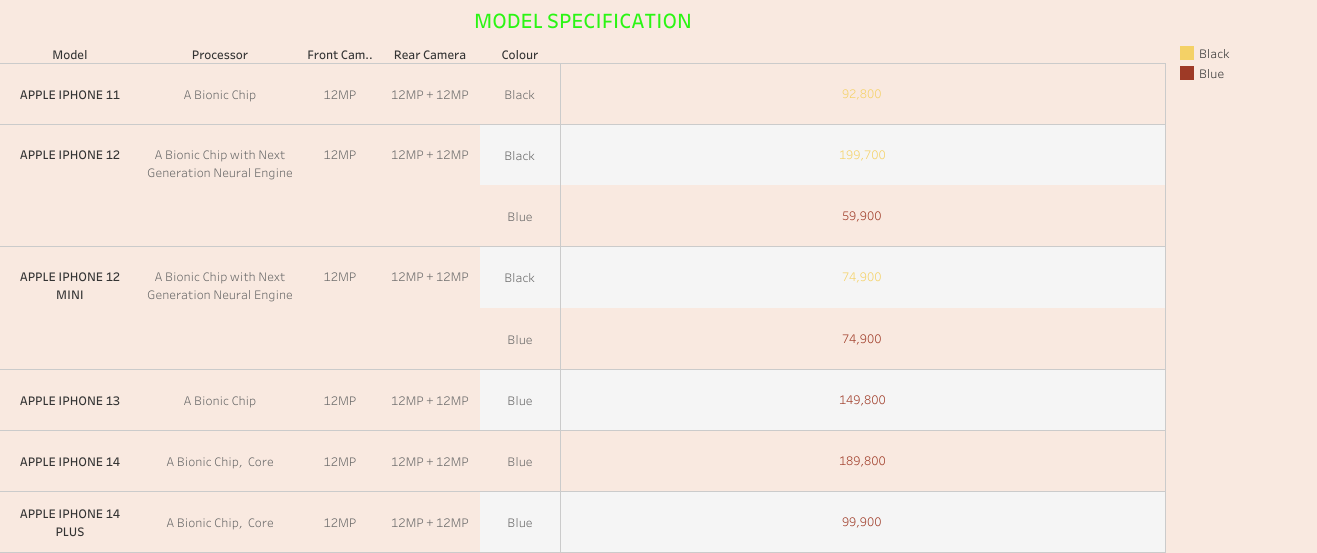 MODEL SPECIFICATION
Model Processor Front Cam.. Rear Camera Colour
Black
Blue
APPLE IPHONE 11 A Bionic Chip 12MP 12MP + 12MP Black 92,800
APPLE IPHONE 12 A Bionic Chip with Next 12MP 12MP + 12MP Black 199,700
Generation Neural Engine
Blue 59,900
APPLE IPHONE 12 A Bionic Chip with Next 12MP 12MP + 12MP Black 74,900
MINI Generation Neural Engine
Blue 74,900
APPLE IPHONE 13 A Bionic Chip 12MP 12MP + 12MP Blue 149,800
APPLE IPHONE 14 A Bionic Chip, Core 12MP 12MP + 12MP Blue 189,800
APPLE IPHONE 14 A Bionic Chip, Core 12MP 12MP + 12MP Blue 99,900
PLUS